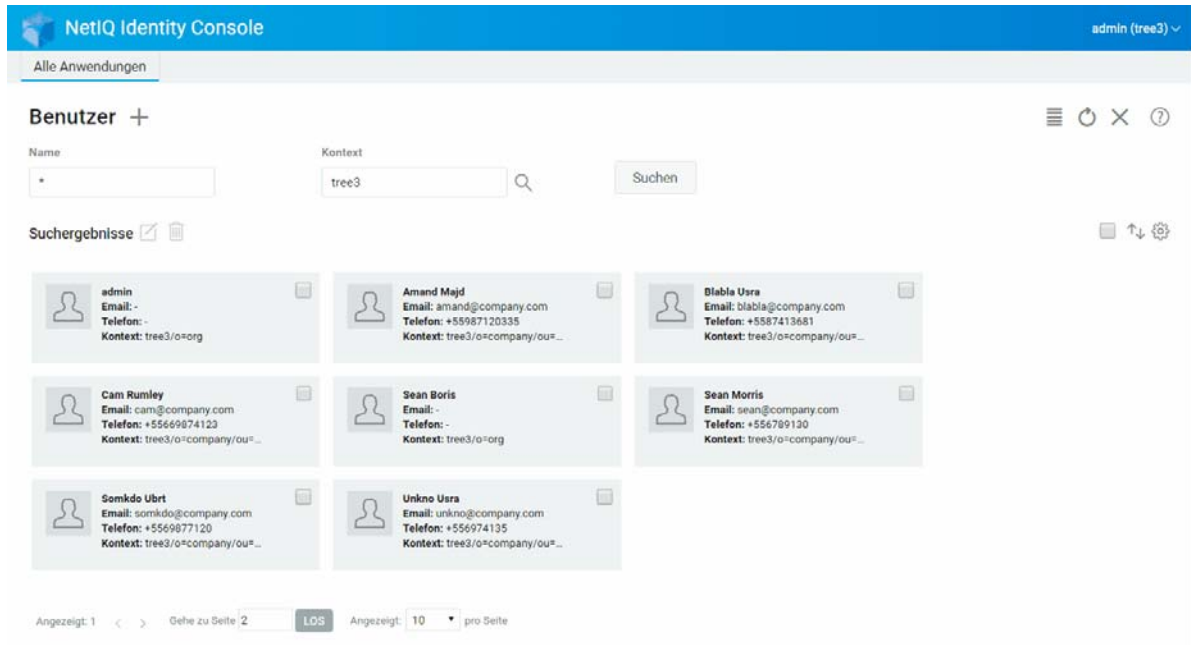 NetIQ Identity Console
admin (tree3)
Alle Anwendungen
Benutzer
Name
Kontext
*
tree3
Suchen
Suchergebnisse
admin
Email: -
Telefon: -
Kontext: tree3/o=org
Amand Majd
Email: amand@company.com
Telefon: +55987120335
Kontext: tree3/o=company/ou=...
Blabla Usra
Email: blabla@company.com
Telefon: +5587413681
Kontext: tree3/o=company/ou=...
Cam Rumley
Email: cam@company.com
Telefon: +55669874123
Kontext: tree3/o=company/ou=...
Sean Boris
Email: -
Telefon: -
Kontext: tree3/o=org
Sean Morris
Email: sean@company.com
Telefon: +556789130
Kontext: tree3/o=company/ou=...
Somkdo Ubrt
Email: somkdo@company.com
Telefon: +5569877120
Kontext: tree3/o=company/ou=...
Unkno Usra
Email: unkno@company.com
Telefon: +556974135
Kontext: tree3/o=company/ou=...
Angezeigt: 1 < > Gehe zu Seite 2 LOS Angezeigt: 10 pro Seite